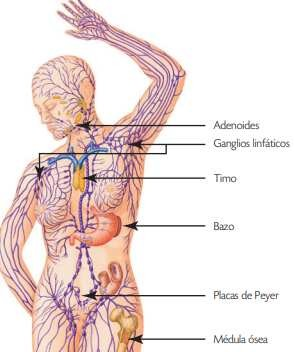 Adenoides
Ganglios linfáticos
Timo
Bazo
Placas de Peyer
Médula ósea